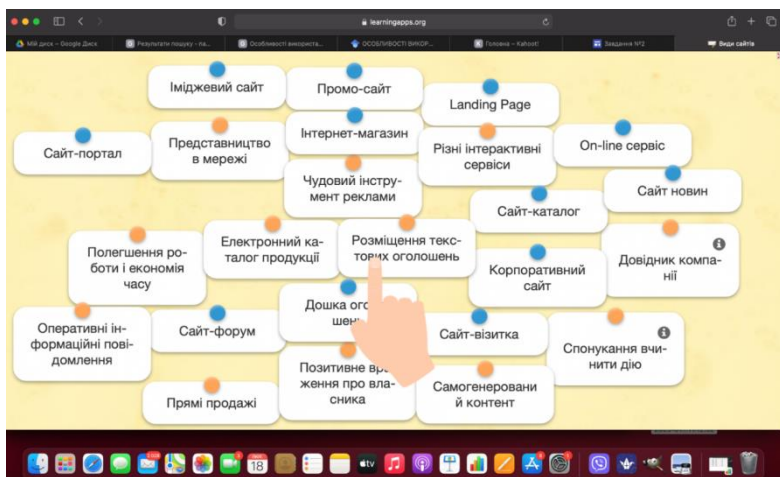 learningapps.org
Мій диск – Google Диск
Результати пошуку - ла...
Особливості використа...
ОСОБЛИВОСТІ ВИКОР...
Головна – Kahoot!
Завдання №2
Види сайтів
Іміджевий сайт
Промо-сайт
Landing Page
Сайт-портал
Представництво
в мережі
Інтернет-магазин
Різні інтерактивні
сервіси
On-line сервіс
Чудовий інстру-
мент реклами
Сайт-каталог
Сайт новин
Полегшення ро-
боти і економія
часу
Електронний ка-
талог продукції
Розміщення текс-
тових оголошень
Корпоративний
сайт
Довідник компа-
нії
Оперативні ін-
формаційні пові-
домлення
Сайт-форум
Дошка ого
шень
Сайт-візитка
Спонукання вчи-
нити дію
Прямі продажі
Позитивне вра-
ження про вла-
сника
Самогенеровани
й контент
18
tv